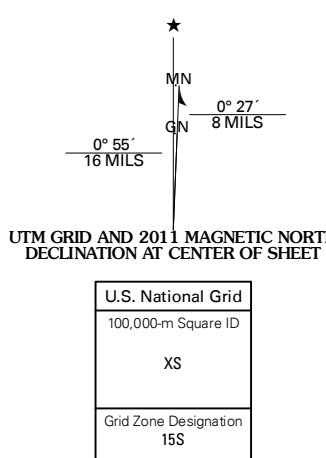 ★
MN
0° 27´
8 MILS
GN
0° 55´
16 MILS
UTM GRID AND 2011 MAGNETIC NORT
DECLINATION AT CENTER OF SHEET
U.S. National Grid
100,000-m Square ID
XS
Grid Zone Designation
15S